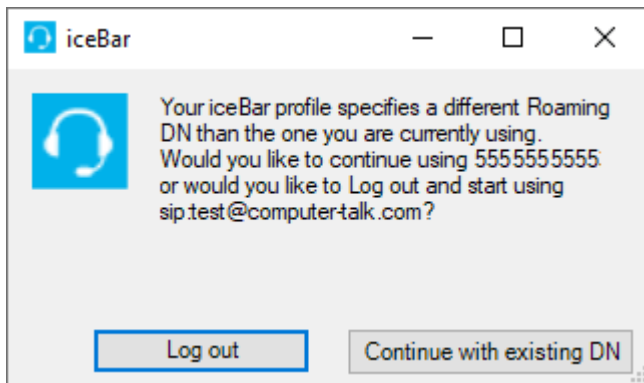 iceBar
Your iceBar profile specifies a different Roaming
DN than the one you are currently using.
Would you like to continue using 5555555555
or would you like to Log out and start using
sip:test@computer-talk.com?
Log out
Continue with existing DN